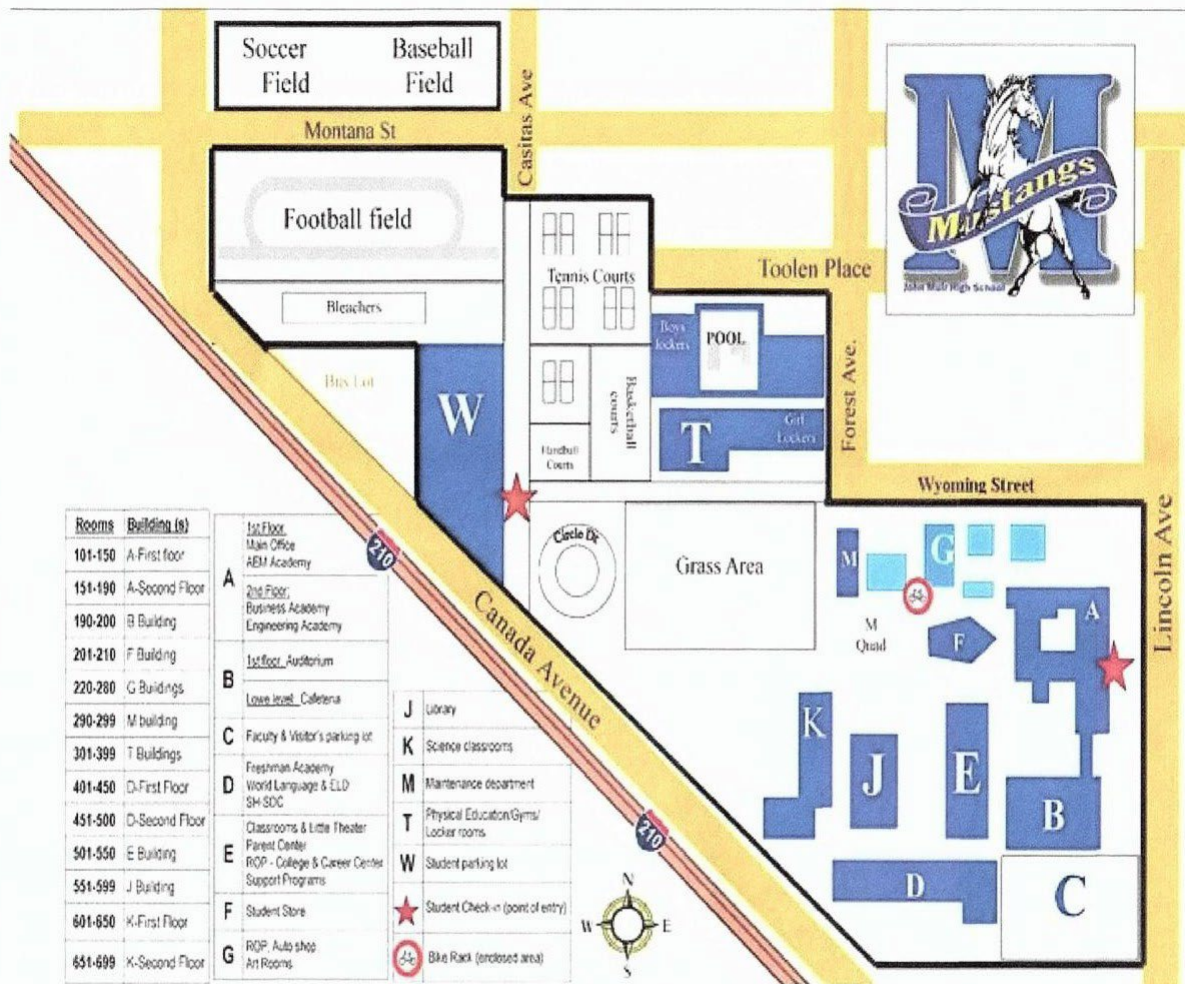 Soccer Field
Baseball Field
Montana St
Casitas Ave
Football field
Bleachers
Tennis Courts
Toolen Place
Mustangs
John Muir High School
Boys lockers
POOL
Bus Lot
W
Basketball courts
Handball Courts
T
Girl Lockers
Forest Ave.
Wyoming Street
Lincoln Ave
Circle Dr
Grass Area
M
G
M Quad
F
A
210
Canada Avenue
K
J
E
B
D
C
210
N
W E
S
Rooms Building (s)
101-150 A-First floor
151-190 A-Second Floor
190-200 B Building
201-210 F Building
220-280 G Buildings
290-299 M building
301-399 T Buildings
401-450 D-First Floor
451-500 D-Second Floor
501-550 E Building
551-599 J Building
601-650 K-First Floor
651-699 K-Second Floor
A
1st Floor:
Main Office
AEM Academy
2nd Floor:
Business Academy
Engineering Academy
B
1st floor: Auditorium
Lowe level: Cafeteria
C Faculty & Visitor's parking lot
D
Freshman Academy
World Language & ELD
SH-SDC
E
Classrooms & Little Theater
Parent Center
ROP - College & Career Center
Support Programs
F Student Store
G
ROP, Auto shop
Art Rooms
J Library
K Science classrooms
M Maintenance department
T Physical Education/Gyms/
Locker rooms
W Student parking lot
Student Check-in (point of entry)
Bike Rack (enclosed area)